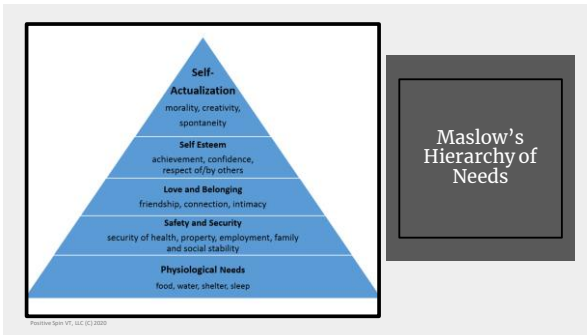 Self-
Actualization
morality, creativity,
spontaneity
Self Esteem
achievement, confidence,
respect of/by others
Love and Belonging
friendship, connection, intimacy
Safety and Security
security of health, property, employment, family
and social stability
Physiological Needs
food, water, shelter, sleep
Maslow's
Hierarchy of
Needs
Positive Spin VT, LLC (C) 2020